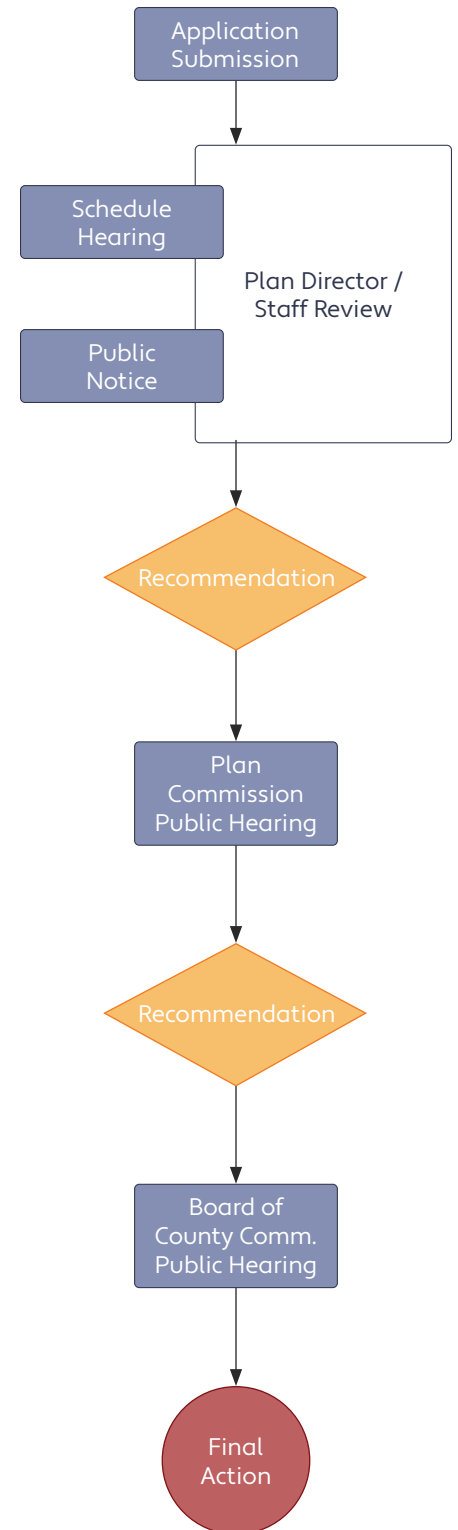 Application
Submission
Schedule
Hearing
Plan Director /
Staff Review
Public
Notice
Recommendation
Plan
Commission
Public Hearing
Recommendation
Board of
County Comm.
Public Hearing
Final
Action